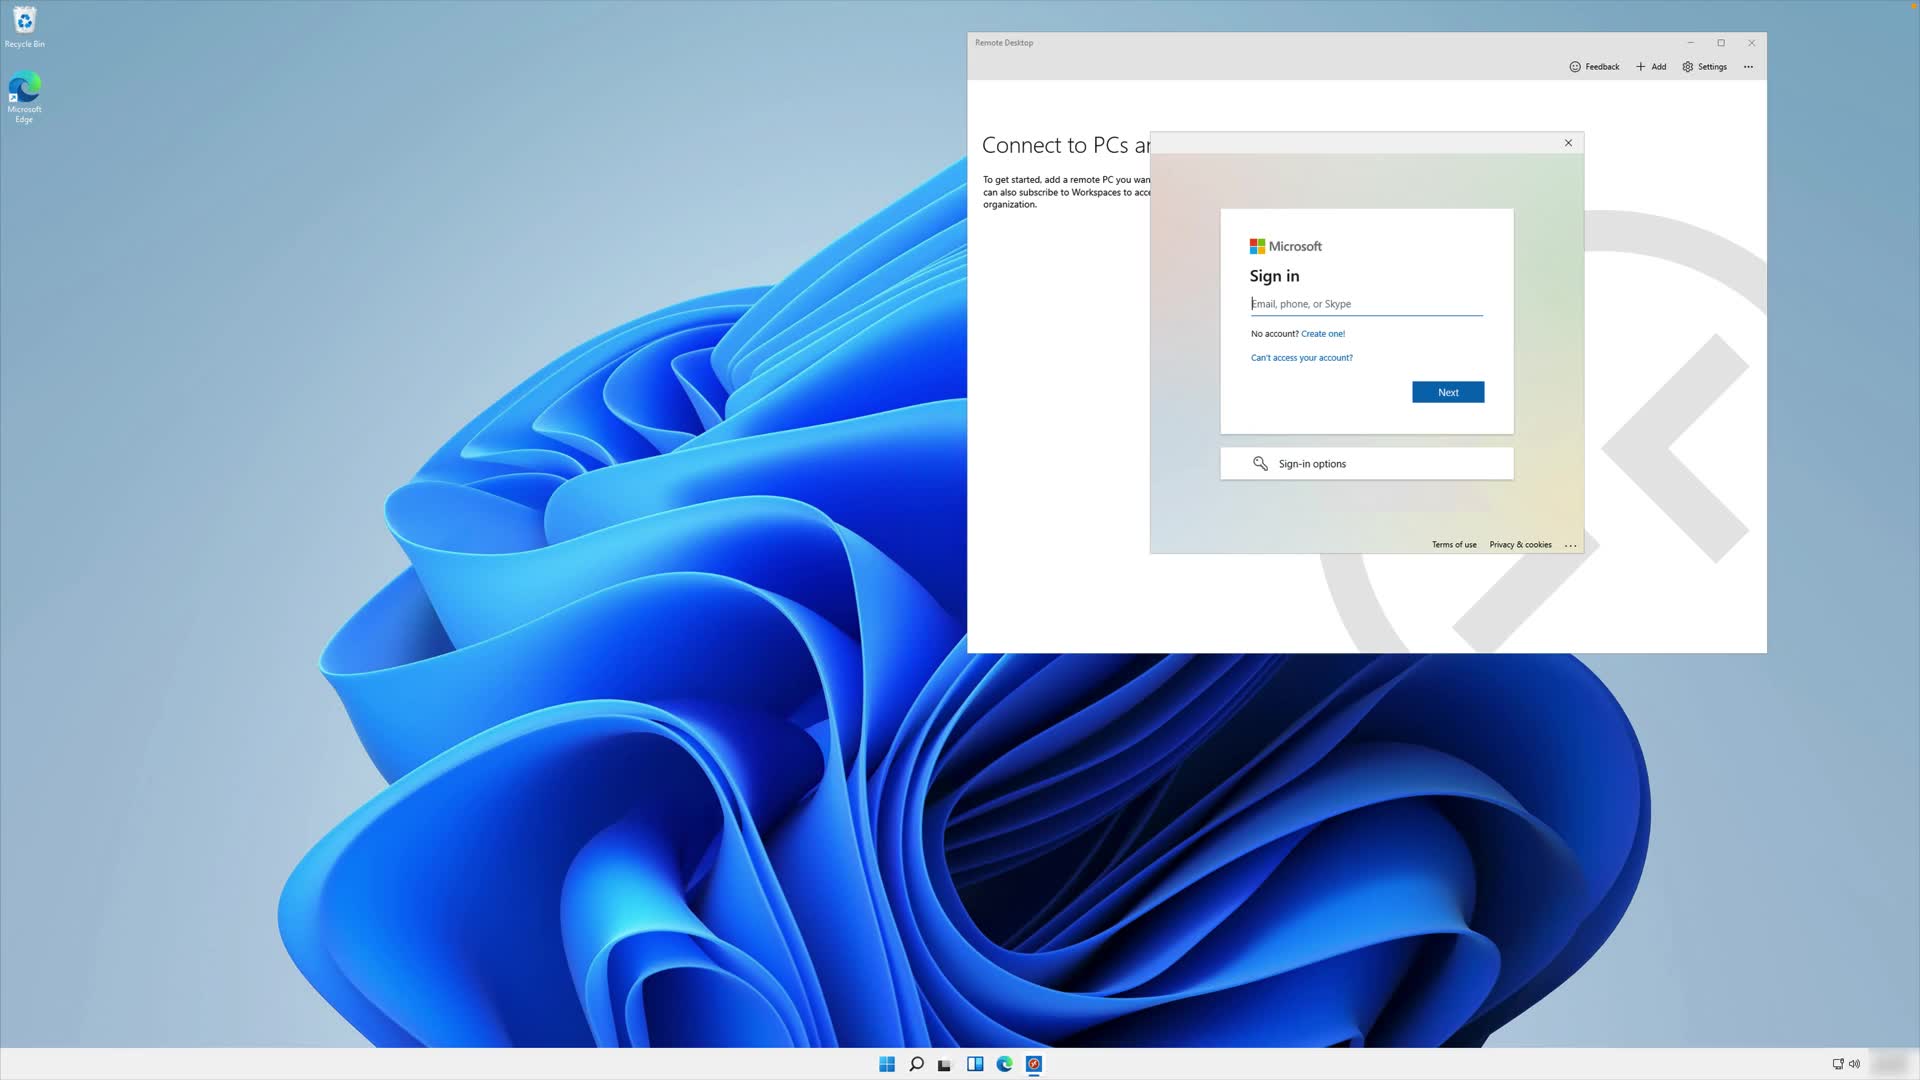 Recycle Bin
Microsoft
Edge
Remote Desktop
Feedback
Add
Settings
Connect to PCs ar
To get started, add a remote PC you wan
can also subscribe to Workspaces to acce
organization.
Microsoft
Sign in
Email, phone, or Skype
No account? Create one!
Can't access your account?
Next
Sign-in options
Terms of use
Privacy & cookies